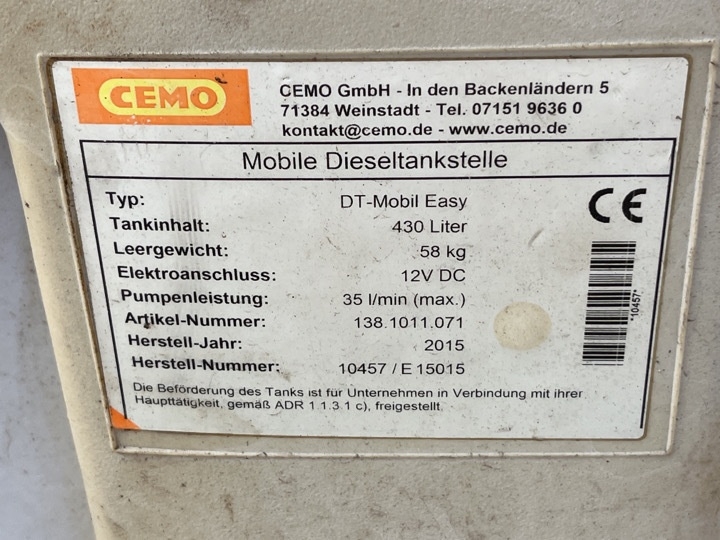 CEMO
CEMO GmbH - In den Backenländern 5
71384 Weinstadt - Tel. 07151 9636 0
kontakt@cemo.de - www.cemo.de
Mobile Dieseltankstelle
Typ: DT-Mobil Easy
Tankinhalt: 430 Liter
Leergewicht: 58 kg
Elektroanschluss: 12V DC
Pumpenleistung: 35 l/min (max.)
Artikel-Nummer: 138.1011.071
Herstell-Jahr: 2015
Herstell-Nummer: 10457 / E 15015
CE
*10457*
Die Beförderung des Tanks ist für Unternehmen in Verbindung mit ihrer
Haupttätigkeit, gemäß ADR 1.1.3.1 c), freigestellt